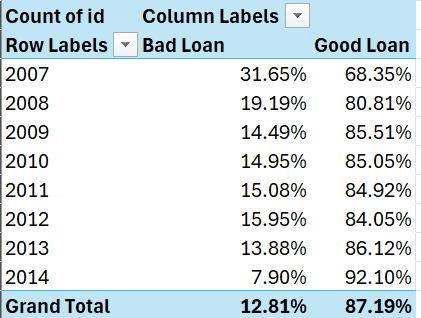 Count of id Column Labels
Row Labels Bad Loan Good Loan
2007 31.65% 68.35%
2008 19.19% 80.81%
2009 14.49% 85.51%
2010 14.95% 85.05%
2011 15.08% 84.92%
2012 15.95% 84.05%
2013 13.88% 86.12%
2014 7.90% 92.10%
Grand Total 12.81% 87.19%